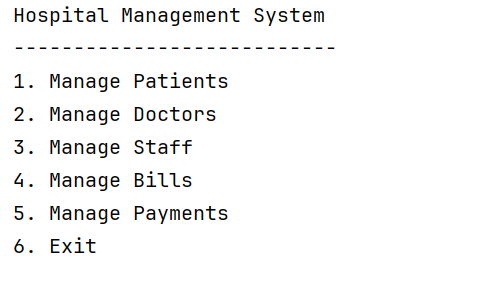 Hospital Management System
---------------------------
1. Manage Patients
2. Manage Doctors
3. Manage Staff
4. Manage Bills
5. Manage Payments
6. Exit